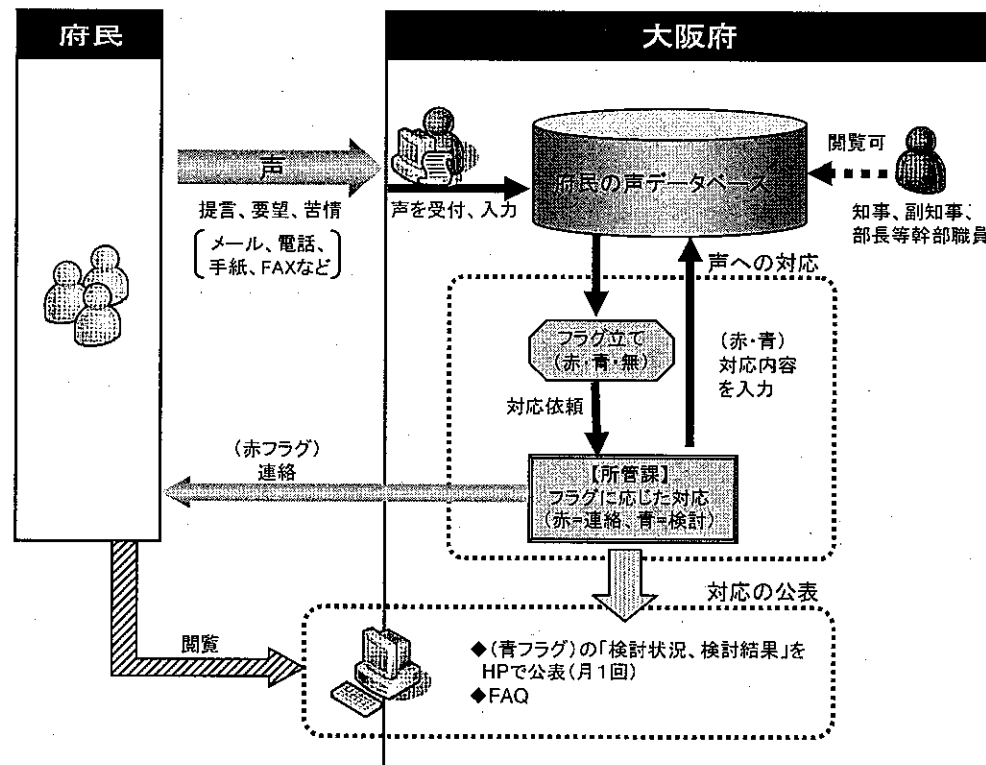 府民
大阪府
声
提言、要望、苦情
メール、電話、
手紙、FAXなど
声を受付、入力
府民の声データベース
閲覧可
知事、副知事、
部長等幹部職員
声への対応
フラグ立て
(赤・青・無)
(赤・青)
対応内容
を入力
対応依頼
(赤フラグ)
連絡
【所管課】
フラグに応じた対応
(赤=連絡、青=検討)
対応の公表
閲覧
◆(青フラグ)の「検討状況、検討結果」を
HPで公表(月1回)
◆FAQ